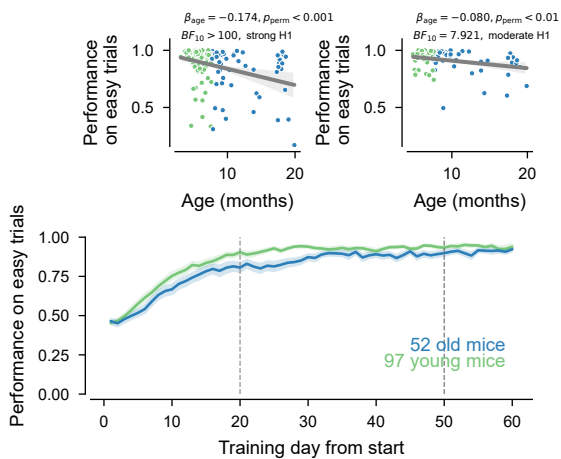 β_age = −0.174, p_perm < 0.001
BF_10 > 100, strong H1
Performance
on easy trials
1.0
0.5
10
20
Age (months)
β_age = −0.080, p_perm < 0.01
BF_10 = 7.921, moderate H1
Performance
on easy trials
1.0
0.5
10
20
Age (months)
Performance on easy trials
1.00
0.75
0.50
0.25
0.00
52 old mice
97 young mice
0
10
20
30
40
50
60
Training day from start